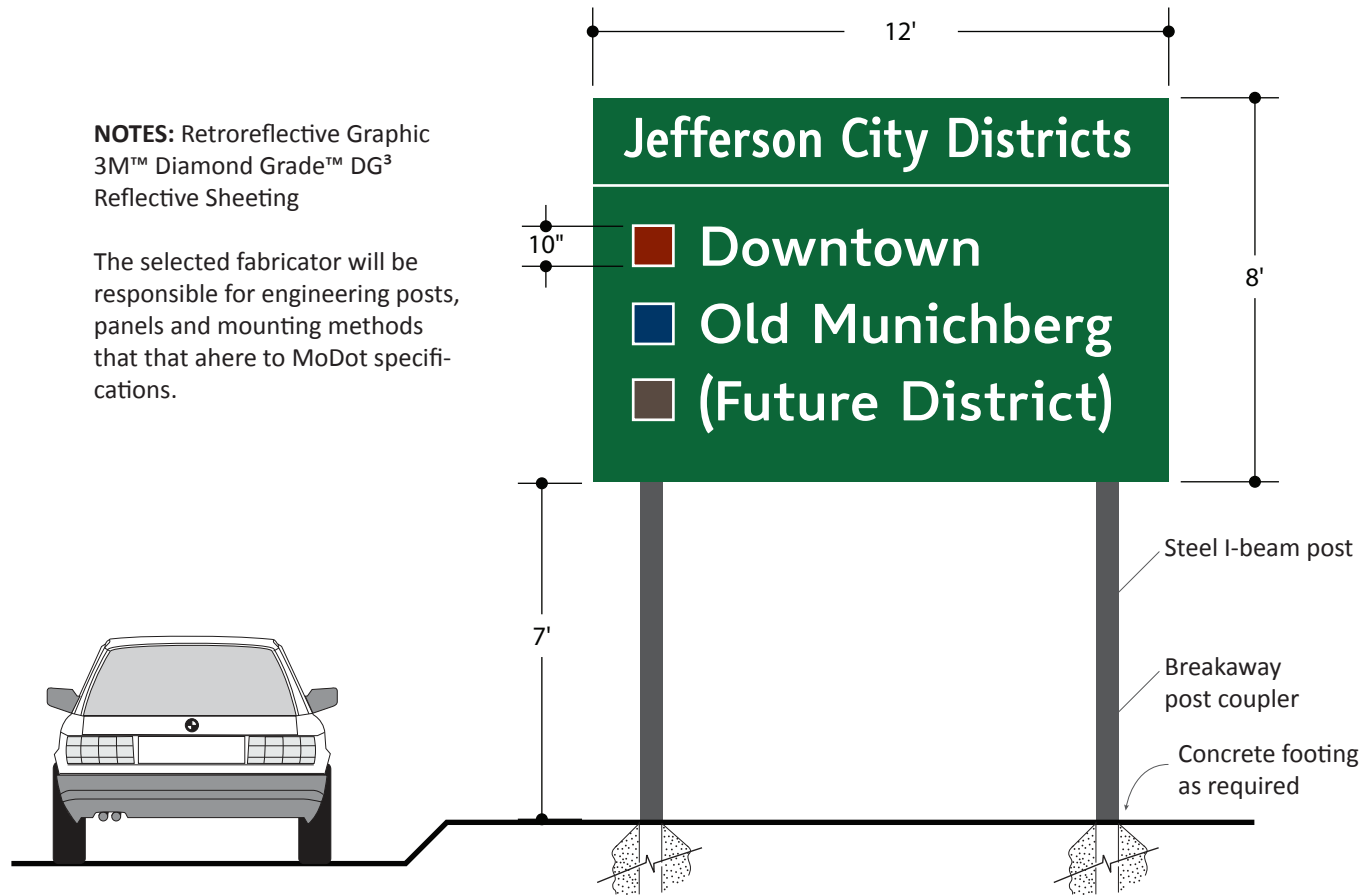 12'
NOTES: Retroreflective Graphic
3M™ Diamond Grade™ DG³
Reflective Sheeting
The selected fabricator will be
responsible for engineering posts,
panels and mounting methods
that that ahere to MoDot specifi-
cations.
Jefferson City Districts
10"
Downtown
Old Munichberg
(Future District)
8'
7'
Steel I-beam post
Breakaway
post coupler
Concrete footing
as required